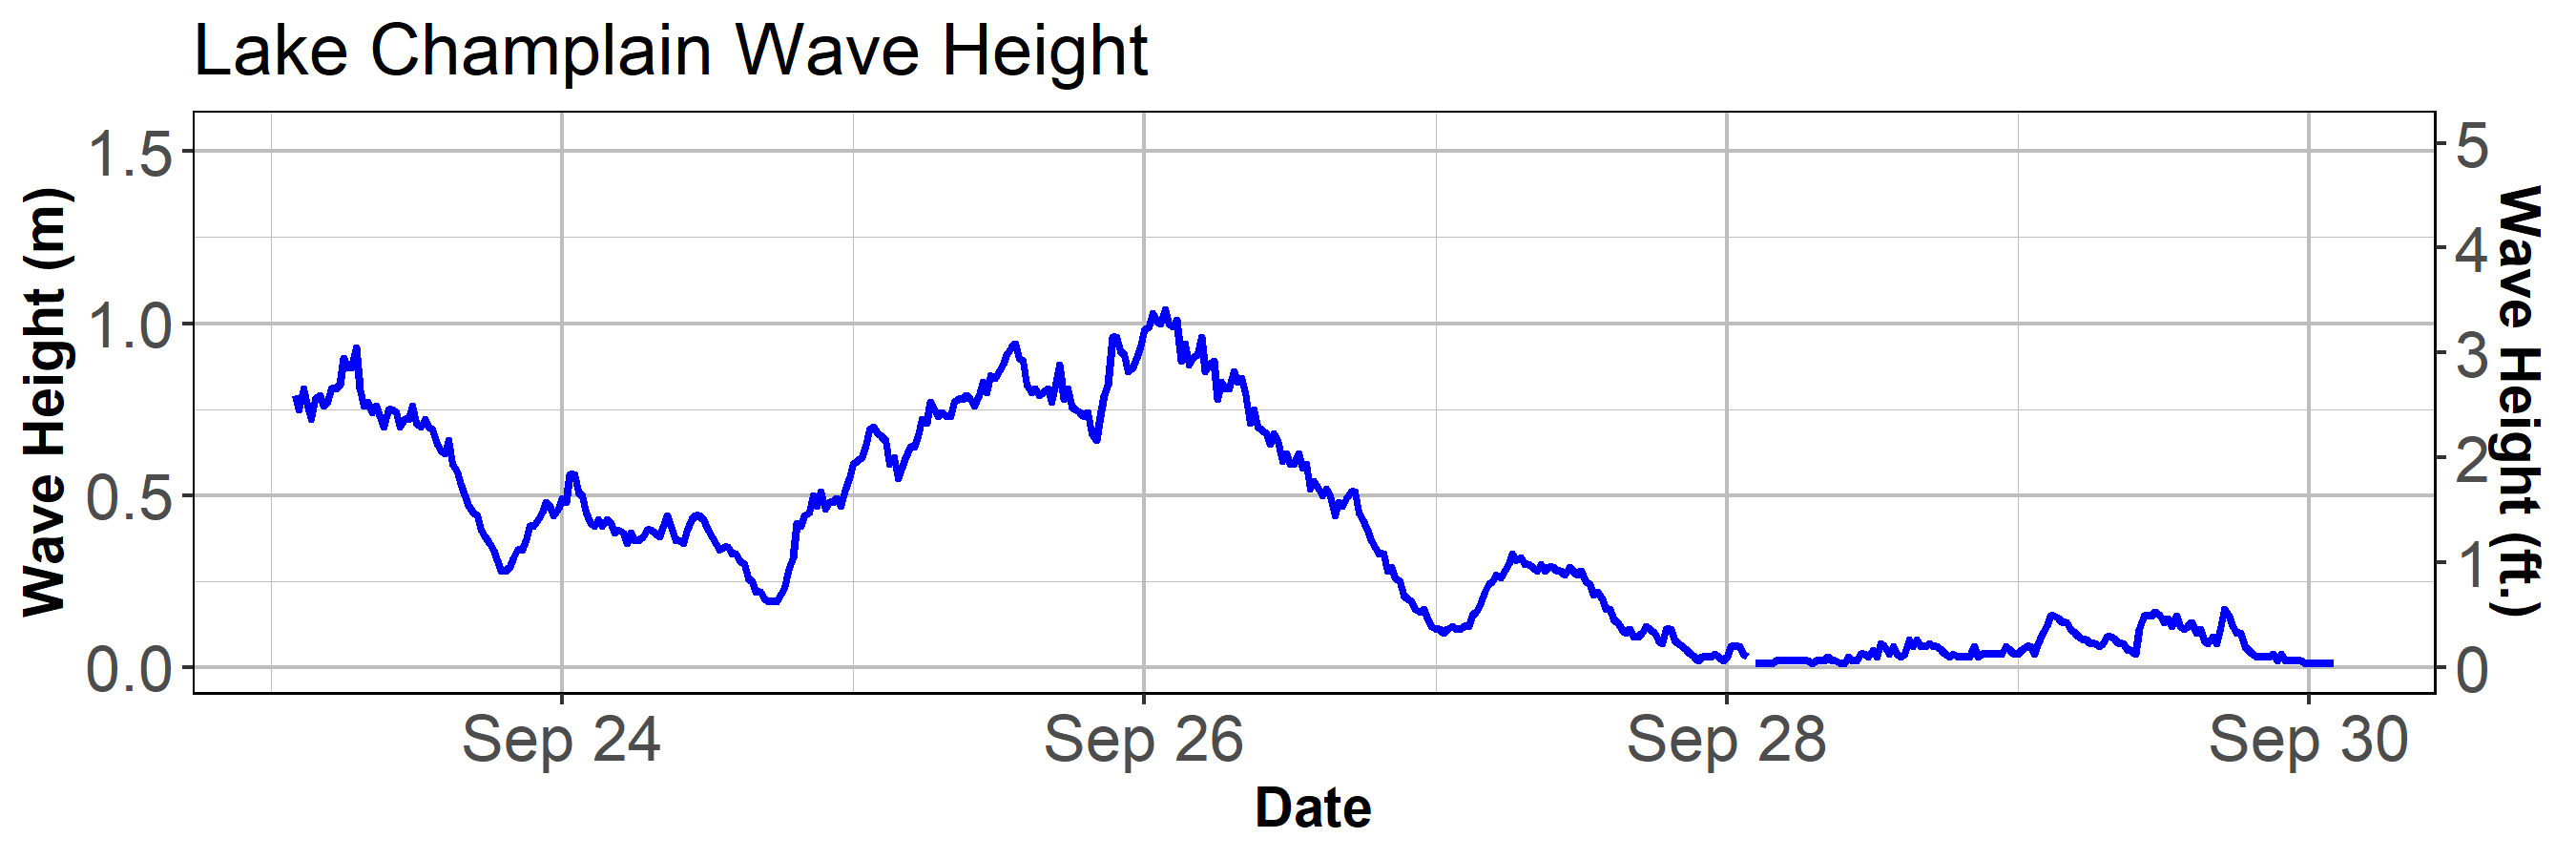 Lake Champlain Wave Height
Wave Height (m)
1.5
1.0
0.5
0.0
5
4
3
2
1
0
Wave Height (ft.)
Sep 24
Sep 26
Sep 28
Sep 30
Date